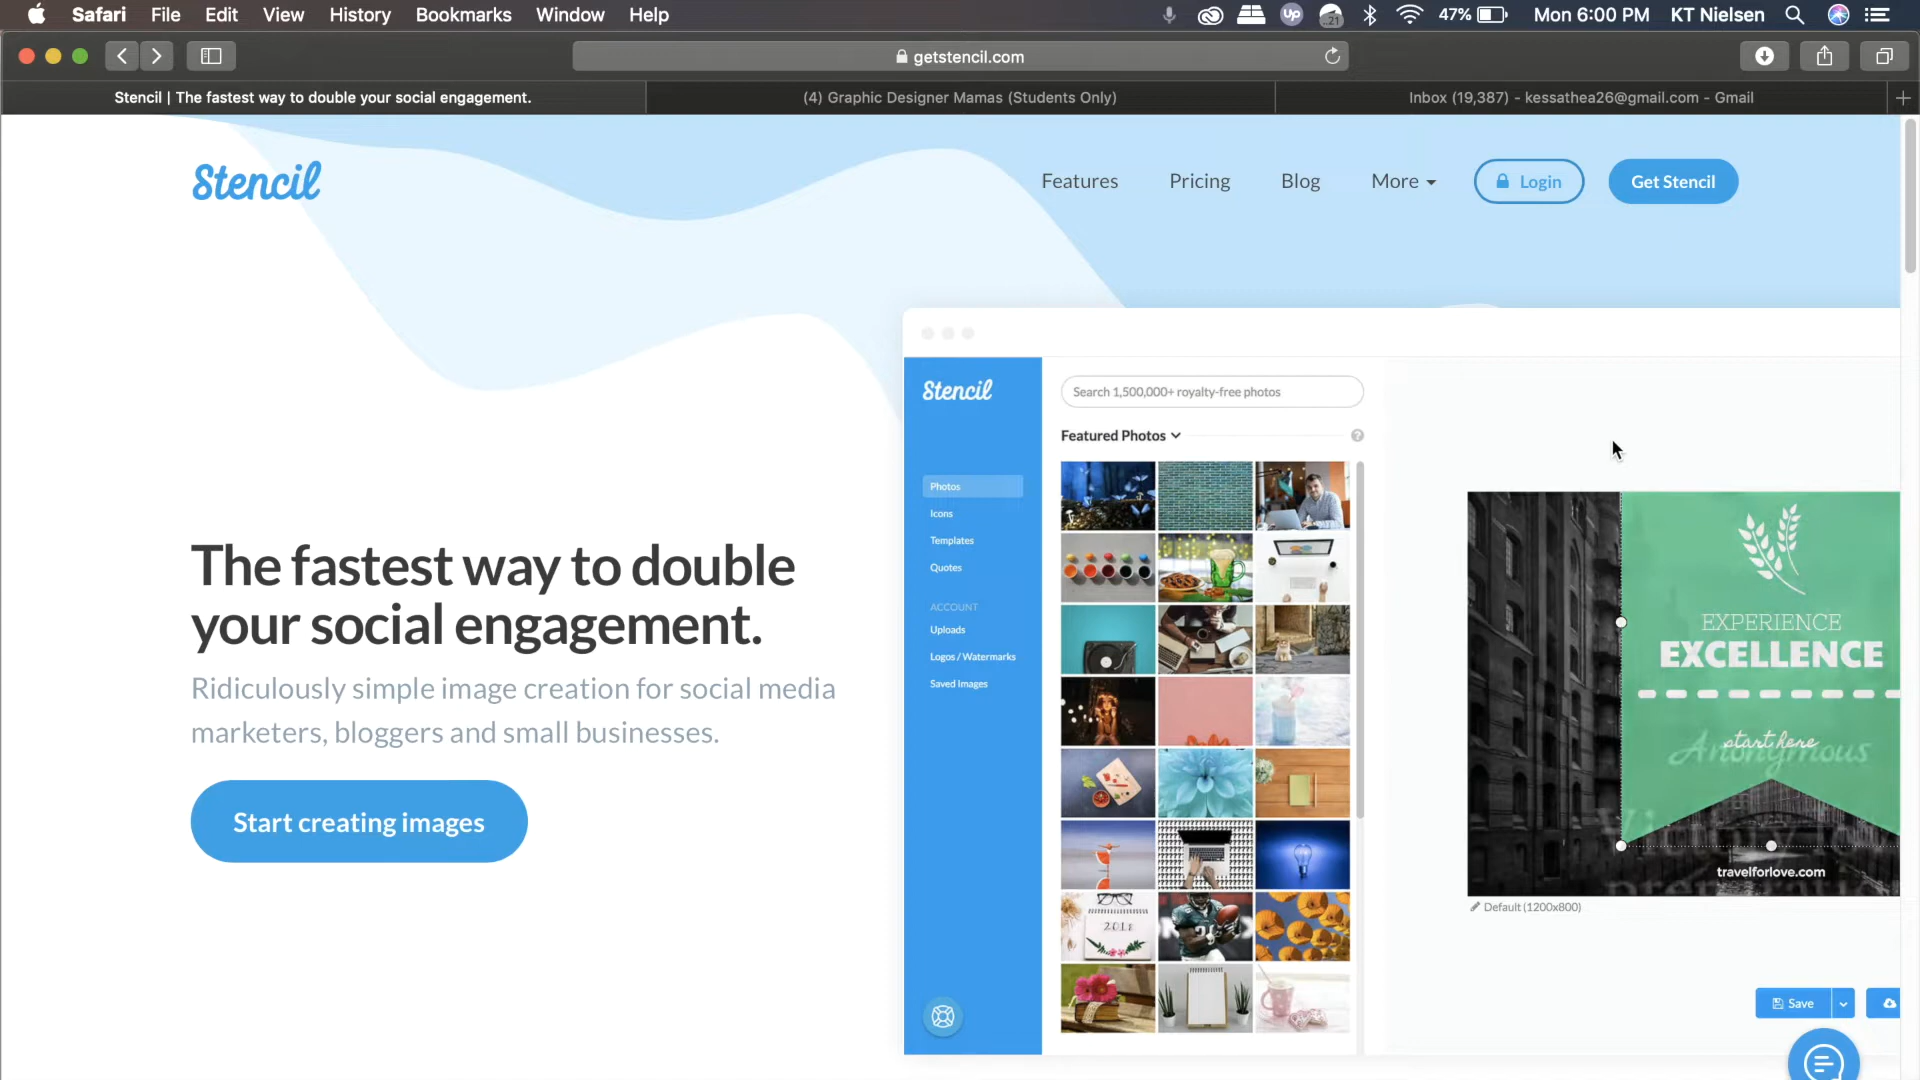 Safari File Edit View History Bookmarks Window Help
Up .21 47% Mon 6:00 PM KT Nielsen
getstencil.com
Stencil | The fastest way to double your social engagement.
(4) Graphic Designer Mamas (Students Only)
Inbox (19,387) - kessathea26@gmail.com - Gmail
Stencil
Features Pricing Blog More Login Get Stencil
The fastest way to double
your social engagement.
Ridiculously simple image creation for social media
marketers, bloggers and small businesses.
Start creating images
Stencil
Photos
Icons
Templates
Quotes
ACCOUNT
Uploads
Logos / Watermarks
Saved Images
Search 1,500,000+ royalty-free photos
Featured Photos
2018
EXPERIENCE
EXCELLENCE
start here
Anonymous
travelforlove.com
Default (1200x800)
Save